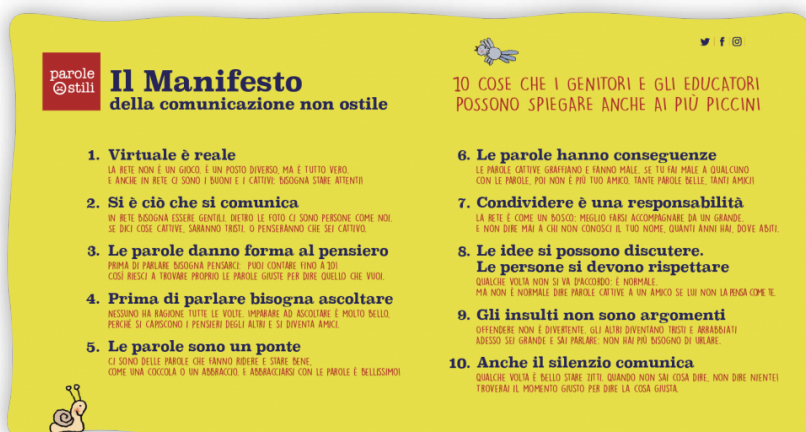 parole
ostili
Il Manifesto
della comunicazione non ostile
10 COSE CHE I GENITORI E GLI EDUCATORI
POSSONO SPIEGARE ANCHE AI PIÙ PICCINI
1. Virtuale è reale
LA RETE NON È UN GIOCO. È UN POSTO DIVERSO, MA È TUTTO VERO.
E ANCHE IN RETE CI SONO I BUONI E I CATTIVI: BISOGNA STARE ATTENTI!
2. Si è ciò che si comunica
IN RETE BISOGNA ESSERE GENTILI. DIETRO LE FOTO CI SONO PERSONE COME NOI.
SE DICI COSE CATTIVE, SARANNO TRISTI. O PENSERANNO CHE SEI CATTIVO.
3. Le parole danno forma al pensiero
PRIMA DI PARLARE BISOGNA PENSARCI: PUOI CONTARE FINO A 10!
COSÌ RIESCI A TROVARE PROPRIO LE PAROLE GIUSTE PER DIRE QUELLO CHE VUOI.
4. Prima di parlare bisogna ascoltare
NESSUNO HA RAGIONE TUTTE LE VOLTE. IMPARARE AD ASCOLTARE È MOLTO BELLO,
PERCHÉ SI CAPISCONO I PENSIERI DEGLI ALTRI E SI DIVENTA AMICI.
5. Le parole sono un ponte
CI SONO DELLE PAROLE CHE FANNO RIDERE E STARE BENE,
COME UNA COCCOLA O UN ABBRACCIO. E ABBRACCIARSI CON LE PAROLE È BELLISSIMO!
6. Le parole hanno conseguenze
LE PAROLE CATTIVE GRAFFIANO E FANNO MALE. SE TU FAI MALE A QUALCUNO
CON LE PAROLE, POI NON È PIÙ TUO AMICO. TANTE PAROLE BELLE, TANTI AMICI!
7. Condividere è una responsabilità
LA RETE È COME UN BOSCO: MEGLIO FARSI ACCOMPAGNARE DA UN GRANDE.
E NON DIRE MAI A CHI NON CONOSCI IL TUO NOME, QUANTI ANNI HAI, DOVE ABITI.
8. Le idee si possono discutere.
Le persone si devono rispettare
QUALCHE VOLTA NON SI VA D'ACCORDO: È NORMALE.
MA NON È NORMALE DIRE PAROLE CATTIVE A UN AMICO SE LUI NON LA PENSA COME TE.
9. Gli insulti non sono argomenti
OFFENDERE NON È DIVERTENTE. GLI ALTRI DIVENTANO TRISTI E ARRABBIATI
ADESSO SEI GRANDE E SAI PARLARE: NON HAI PIÙ BISOGNO DI URLARE.
10. Anche il silenzio comunica
QUALCHE VOLTA È BELLO STARE ZITTI. QUANDO NON SAI COSA DIRE, NON DIRE NIENTE!
TROVERAI IL MOMENTO GIUSTO PER DIRE LA COSA GIUSTA.